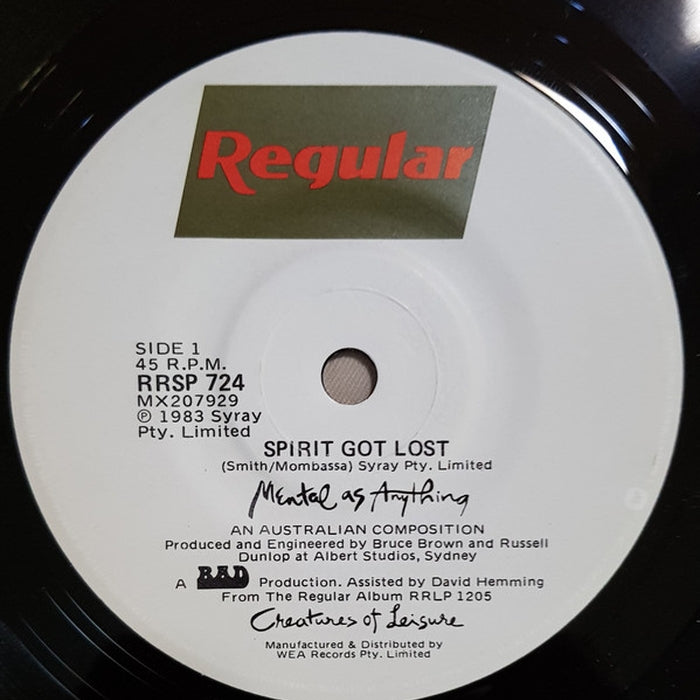 Regular
SIDE 1
45 R.P.M.
RRSP 724
MX207929
℗ 1983 Syray
Pty. Limited
SPIRIT GOT LOST
(Smith/Mombassa) Syray Pty. Limited
Mental as Anything
AN AUSTRALIAN COMPOSITION
Produced and Engineered by Bruce Brown and Russell
Dunlop at Albert Studios, Sydney
A BAD Production. Assisted by David Hemming
From The Regular Album RRLP 1205
Creatures of Leisure
Manufactured & Distributed by
WEA Records Pty. Limited